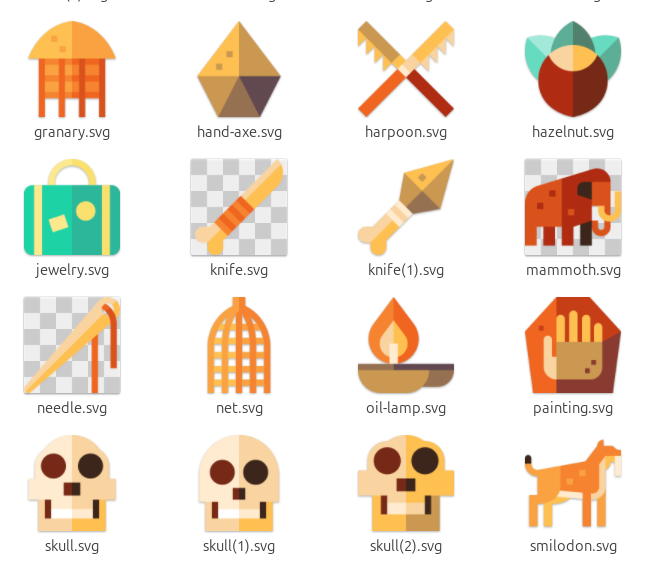 granary.svg
hand-axe.svg
harpoon.svg
hazelnut.svg
jewelry.svg
knife.svg
knife(1).svg
mammoth.svg
needle.svg
net.svg
oil-lamp.svg
painting.svg
skull.svg
skull(1).svg
skull(2).svg
smilodon.svg